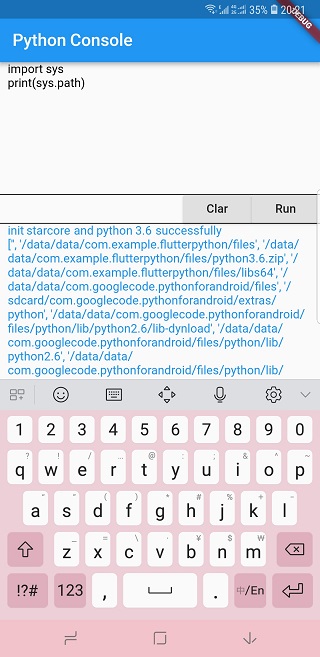 35% 20:21
DEBUG
Python Console
import sys
print(sys.path)
Clar Run
init starcore and python 3.6 successfully
['', '/data/data/com.example.flutterpython/files', '/data/
data/com.example.flutterpython/files/python3.6.zip', '/
data/data/com.example.flutterpython/files/libs64', '/
data/data/com.googlecode.pythonforandroid/files', '/
sdcard/com.googlecode.pythonforandroid/extras/
python', '/data/data/com.googlecode.pythonforandroid/
files/python/lib/python2.6/lib-dynload', '/data/data/
com.googlecode.pythonforandroid/files/python/lib/
python2.6', '/data/data/
com.googlecode.pythonforandroid/files/python/lib/
1 2 3 4 5 6 7 8 9 0
q w e r t y u i o p
a s d f g h j k l
z x c v b n m
!?# 123 , . 中/En